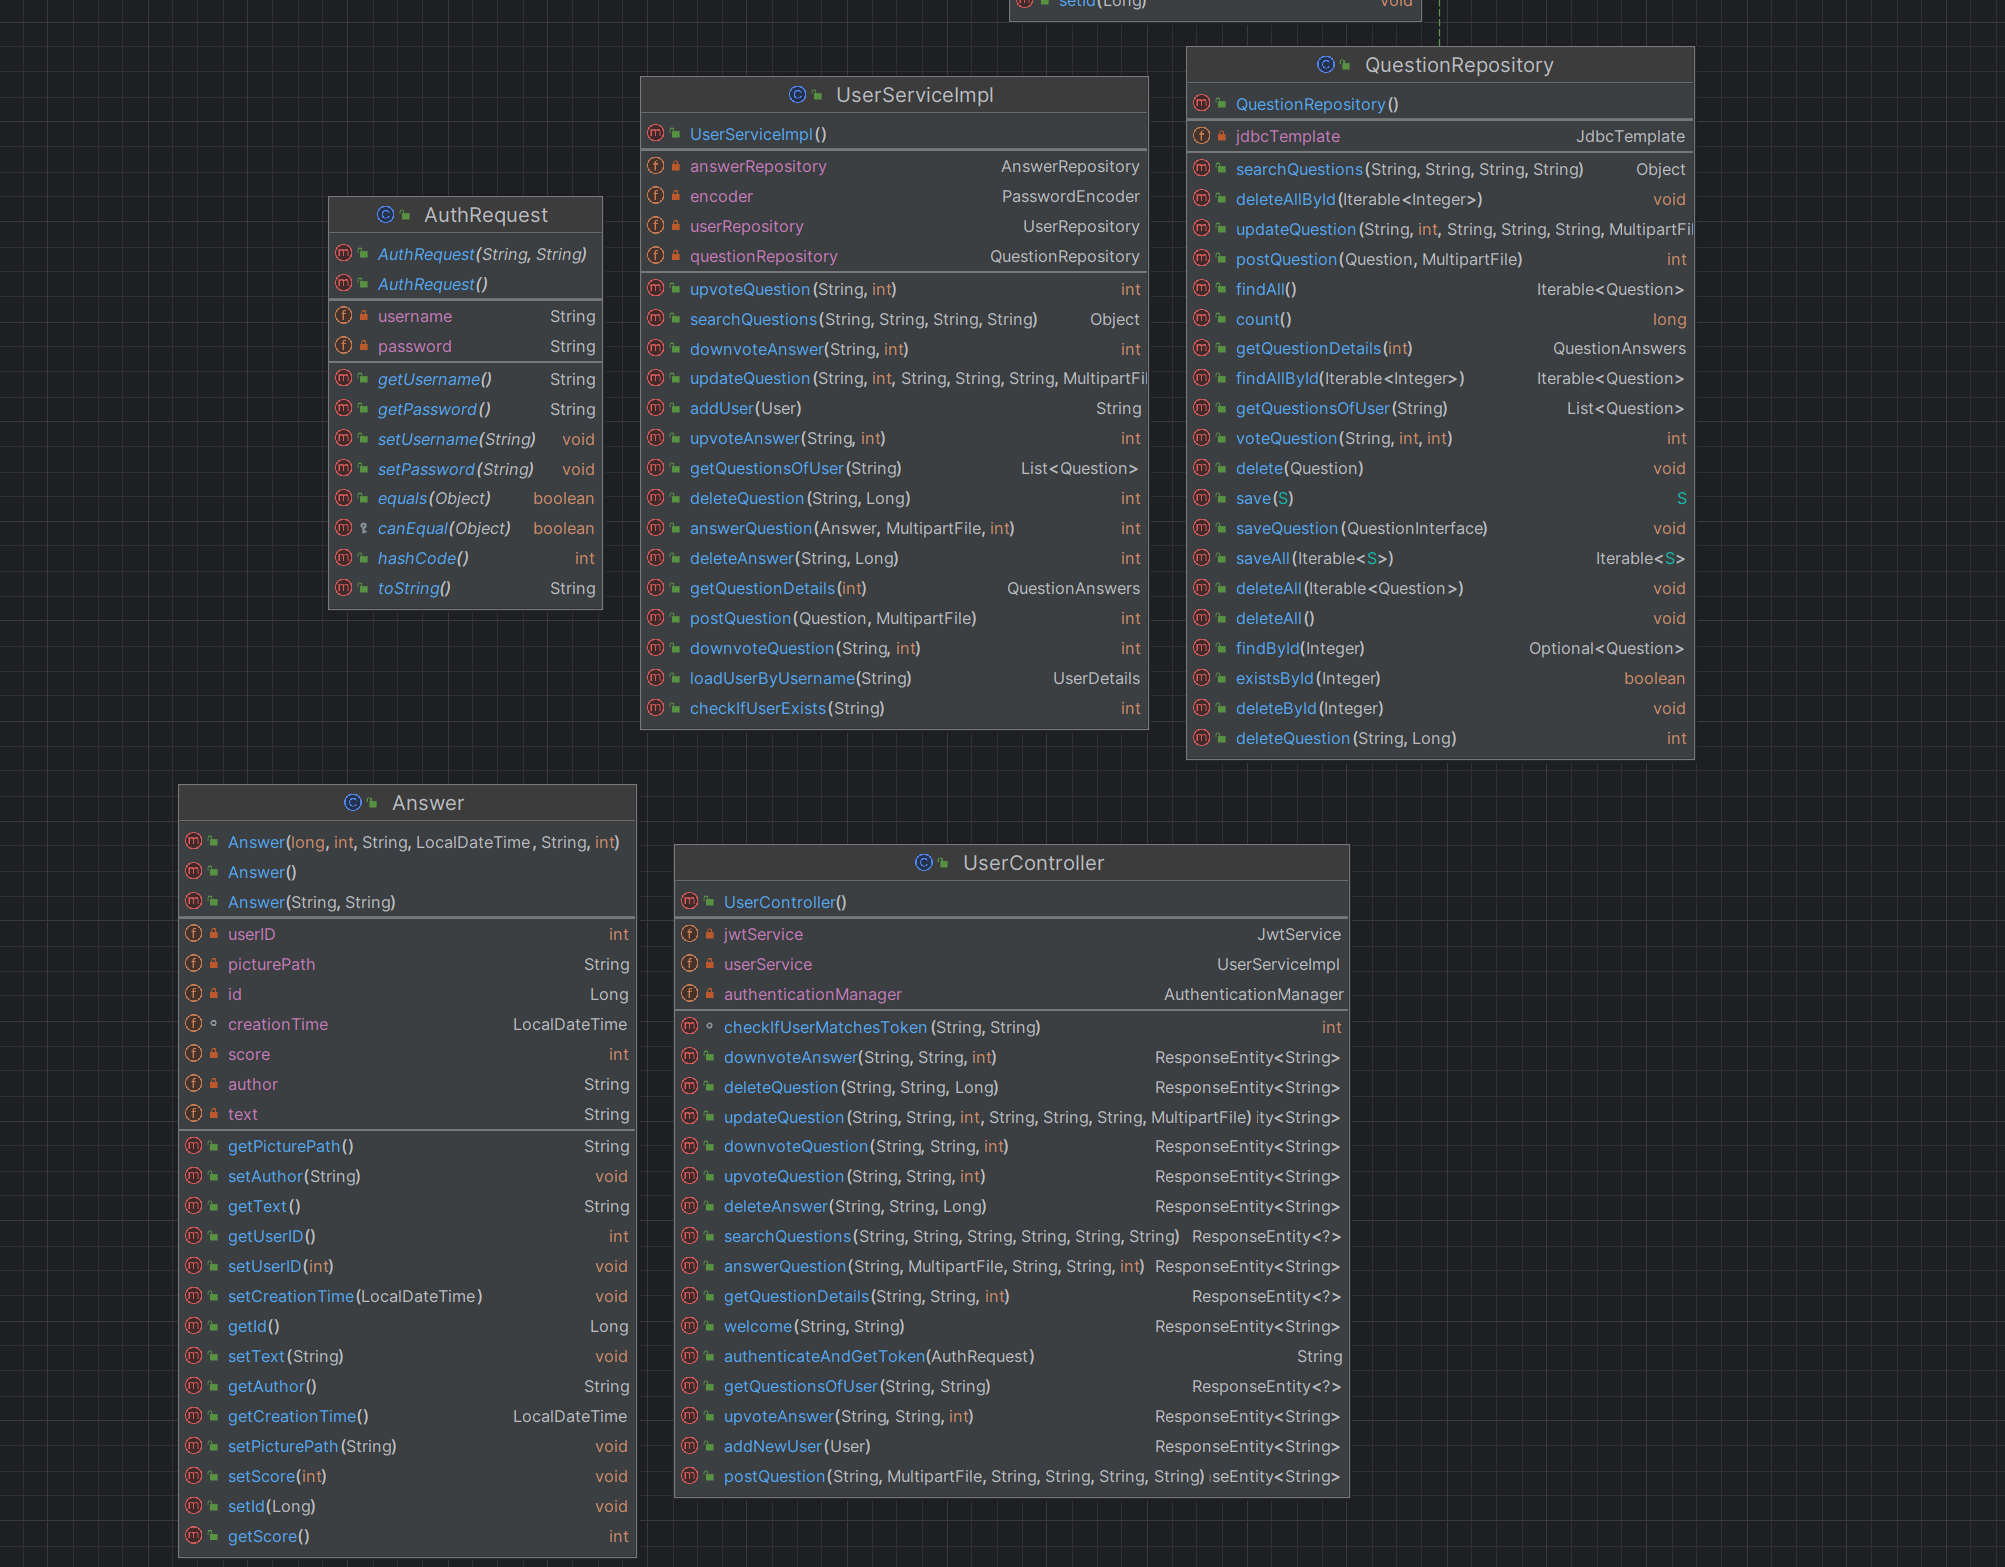 setId(Long) void
QuestionRepository
QuestionRepository()
jdbcTemplate JdbcTemplate
searchQuestions(String, String, String, String) Object
deleteAllById(Iterable<Integer>) void
updateQuestion(String, int, String, String, String, MultipartFil
postQuestion(Question, MultipartFile) int
findAll() Iterable<Question>
count() long
getQuestionDetails(int) QuestionAnswers
findAllById(Iterable<Integer>) Iterable<Question>
getQuestionsOfUser(String) List<Question>
voteQuestion(String, int, int) int
delete(Question) void
save(S) S
saveQuestion(QuestionInterface) void
saveAll(Iterable<S>) Iterable<S>
deleteAll(Iterable<Question>) void
deleteAll() void
findById(Integer) Optional<Question>
existsById(Integer) boolean
deleteById(Integer) void
deleteQuestion(String, Long) int
UserServiceImpl
UserServiceImpl()
answerRepository AnswerRepository
encoder PasswordEncoder
userRepository UserRepository
questionRepository QuestionRepository
upvoteQuestion(String, int) int
searchQuestions(String, String, String, String) Object
downvoteAnswer(String, int) int
updateQuestion(String, int, String, String, String, MultipartFil
addUser(User) String
upvoteAnswer(String, int) int
getQuestionsOfUser(String) List<Question>
deleteQuestion(String, Long) int
answerQuestion(Answer, MultipartFile, int) int
deleteAnswer(String, Long) int
getQuestionDetails(int) QuestionAnswers
postQuestion(Question, MultipartFile) int
downvoteQuestion(String, int) int
loadUserByUsername(String) UserDetails
checkIfUserExists(String) int
AuthRequest
AuthRequest(String, String)
AuthRequest()
username String
password String
getUsername() String
getPassword() String
setUsername(String) void
setPassword(String) void
equals(Object) boolean
canEqual(Object) boolean
hashCode() int
toString() String
Answer
Answer(long, int, String, LocalDateTime, String, int)
Answer()
Answer(String, String)
userID int
picturePath String
id Long
creationTime LocalDateTime
score int
author String
text String
getPicturePath() String
setAuthor(String) void
getText() String
getUserID() int
setUserID(int) void
setCreationTime(LocalDateTime) void
getId() Long
setText(String) void
getAuthor() String
getCreationTime() LocalDateTime
setPicturePath(String) void
setScore(int) void
setId(Long) void
getScore() int
UserController
UserController()
jwtService JwtService
userService UserServiceImpl
authenticationManager AuthenticationManager
checkIfUserMatchesToken(String, String) int
downvoteAnswer(String, String, int) ResponseEntity<String>
deleteQuestion(String, String, Long) ResponseEntity<String>
updateQuestion(String, String, int, String, String, String, MultipartFile) ity<String>
downvoteQuestion(String, String, int) ResponseEntity<String>
upvoteQuestion(String, String, int) ResponseEntity<String>
deleteAnswer(String, String, Long) ResponseEntity<String>
searchQuestions(String, String, String, String, String, String) ResponseEntity<?>
answerQuestion(String, MultipartFile, String, String, int) ResponseEntity<String>
getQuestionDetails(String, String, int) ResponseEntity<?>
welcome(String, String) ResponseEntity<String>
authenticateAndGetToken(AuthRequest) String
getQuestionsOfUser(String, String) ResponseEntity<?>
upvoteAnswer(String, String, int) ResponseEntity<String>
addNewUser(User) ResponseEntity<String>
postQuestion(String, MultipartFile, String, String, String, String) seEntity<String>